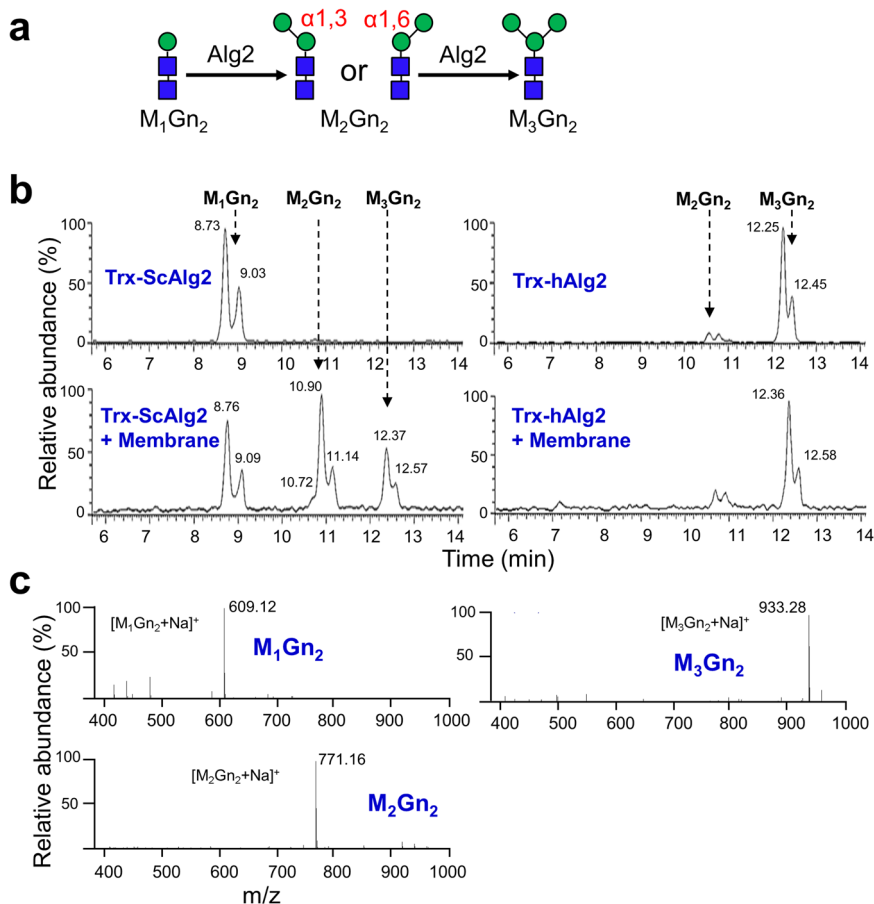 a
α1,3 α1,6
Alg2 or Alg2
M₁Gn₂ M₂Gn₂ M₃Gn₂
b
M₁Gn₂ M₂Gn₂ M₃Gn₂ M₂Gn₂ M₃Gn₂
Relative abundance (%)
100
50
0
8.73
9.03
Trx-ScAlg2
6 7 8 9 10 11 12 13 14
100
50
0
12.25
12.45
Trx-hAlg2
6 7 8 9 10 11 12 13 14
100
50
0
Trx-ScAlg2
+ Membrane
8.76
9.09
10.72
10.90
11.14
12.37
12.57
6 7 8 9 10 11 12 13 14
100
50
0
Trx-hAlg2
+ Membrane
12.36
12.58
6 7 8 9 10 11 12 13 14
Time (min)
c
Relative abundance (%)
100
50
[M₁Gn₂+Na]⁺
609.12
M₁Gn₂
400 500 600 700 800 900 1000
100
50
[M₃Gn₂+Na]⁺
933.28
M₃Gn₂
400 500 600 700 800 900 1000
100
50
[M₂Gn₂+Na]⁺
771.16
M₂Gn₂
400 500 600 700 800 900 1000
m/z